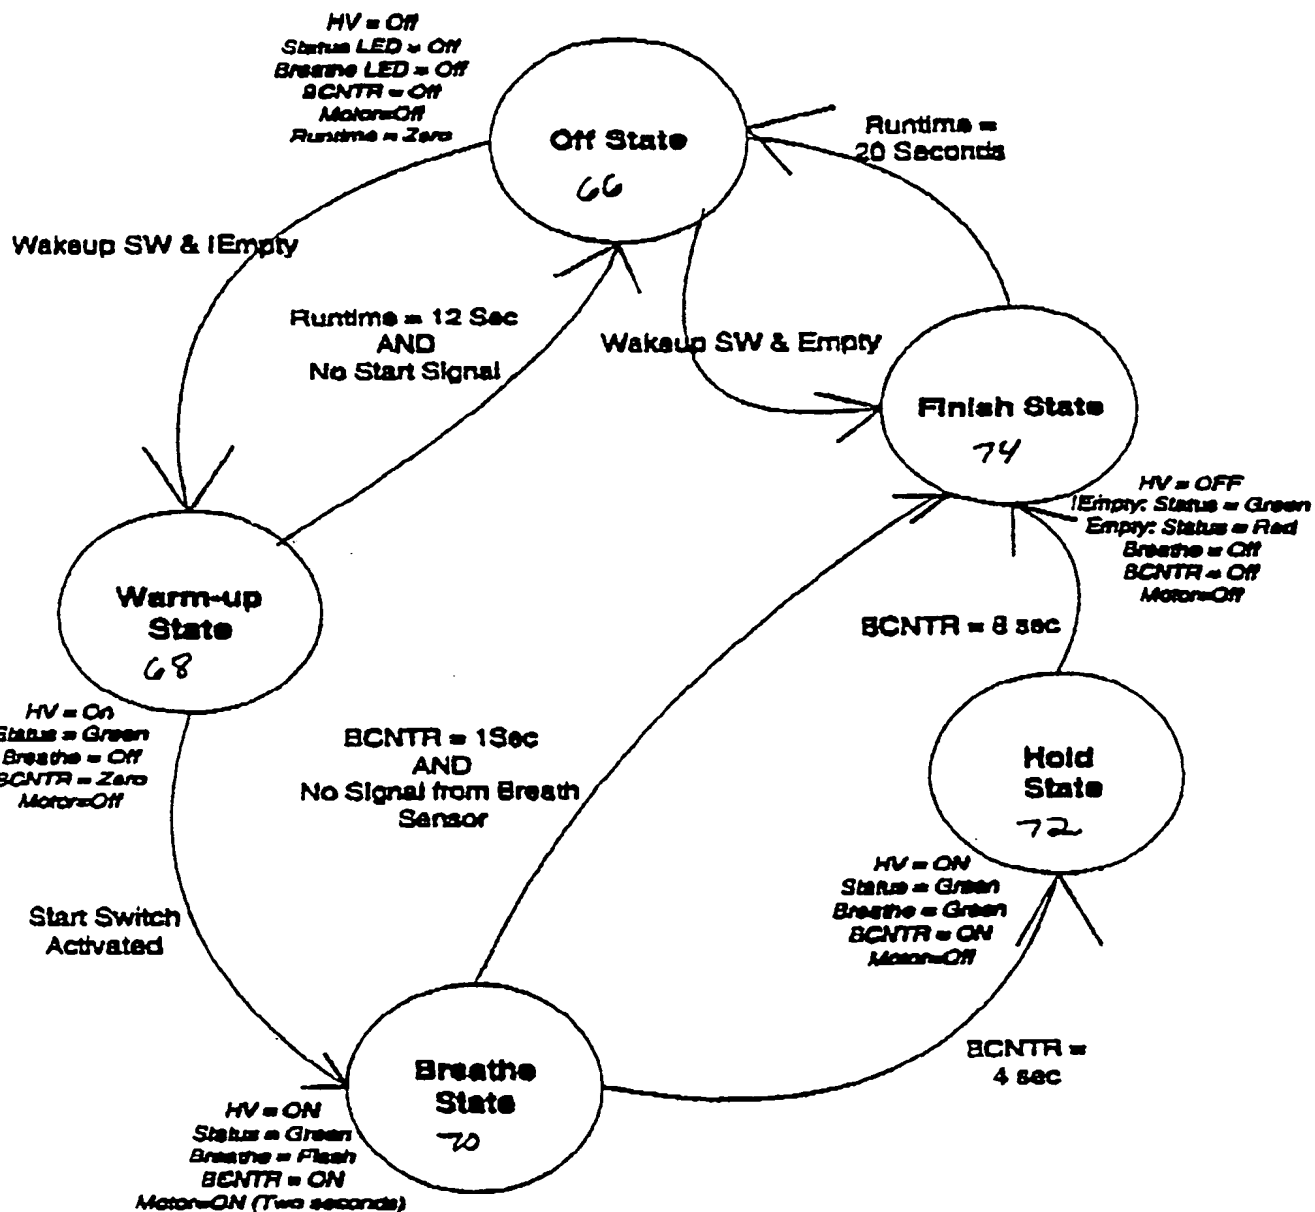 HV = Off
Status LED = Off
Breathe LED = Off
BCNTR = Off
Motor=Off
Runtime = Zero
Off State
66
Runtime =
20 Seconds
Wakeup SW & !Empty
Runtime = 12 Sec
AND
No Start Signal
Wakeup SW & Empty
Finish State
74
HV = OFF
!Empty: Status = Green
Empty: Status = Red
Breathe = Off
BCNTR = Off
Motor=Off
Warm-up
State
68
HV = On
Status = Green
Breathe = Off
BCNTR = Zero
Motor=Off
BCNTR = 8 sec
BCNTR = 1Sec
AND
No Signal from Breath
Sensor
Hold
State
72
HV = ON
Status = Green
Breathe = Green
BCNTR = ON
Motor=Off
Start Switch
Activated
BCNTR =
4 sec
Breathe
State
70
HV = ON
Status = Green
Breathe = Flash
BCNTR = ON
Motor=ON (Two seconds)